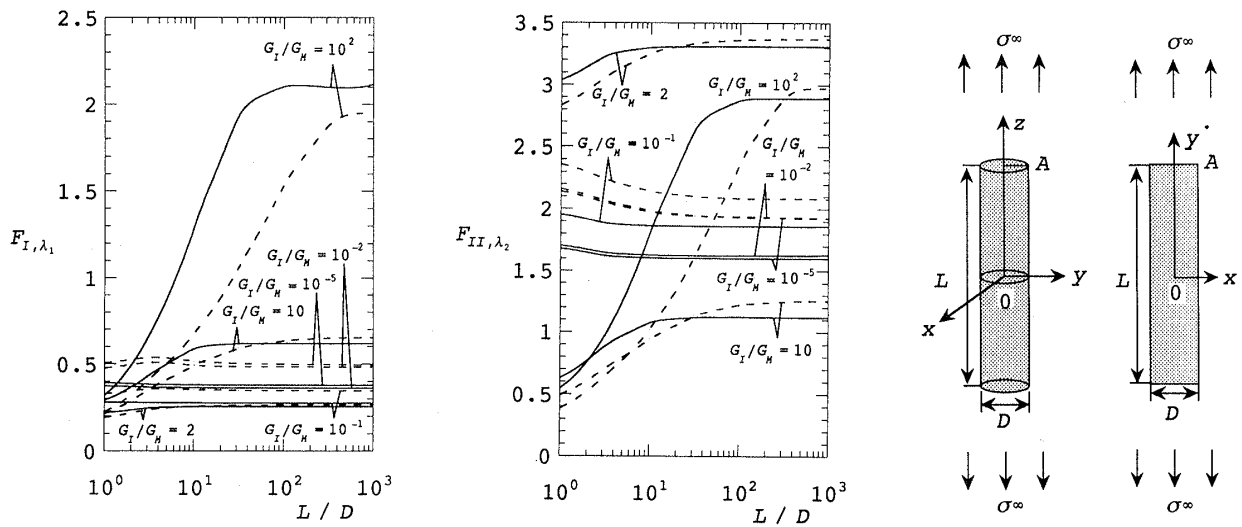 2.5
2
1.5
1
0.5
0
F_{I,λ_1}
G_I/G_M = 10^2
G_I/G_M = 10^{-2}
G_I/G_M = 10^{-5}
G_I/G_M = 10
G_I/G_M = 2
G_I/G_M = 10^{-1}
10^0 10^1 10^2 10^3
L / D
3.5
3
2.5
2
1.5
1
0.5
0
F_{II,λ_2}
G_I/G_M = 2
G_I/G_M = 10^2
G_I/G_M = 10^{-1}
G_I/G_M
= 10^{-2}
G_I/G_M = 10^{-5}
G_I/G_M = 10
10^0 10^1 10^2 10^3
L / D
σ∞
z
A
L
0
y
x
D
σ∞
σ∞
y
A
L
0
x
D
σ∞